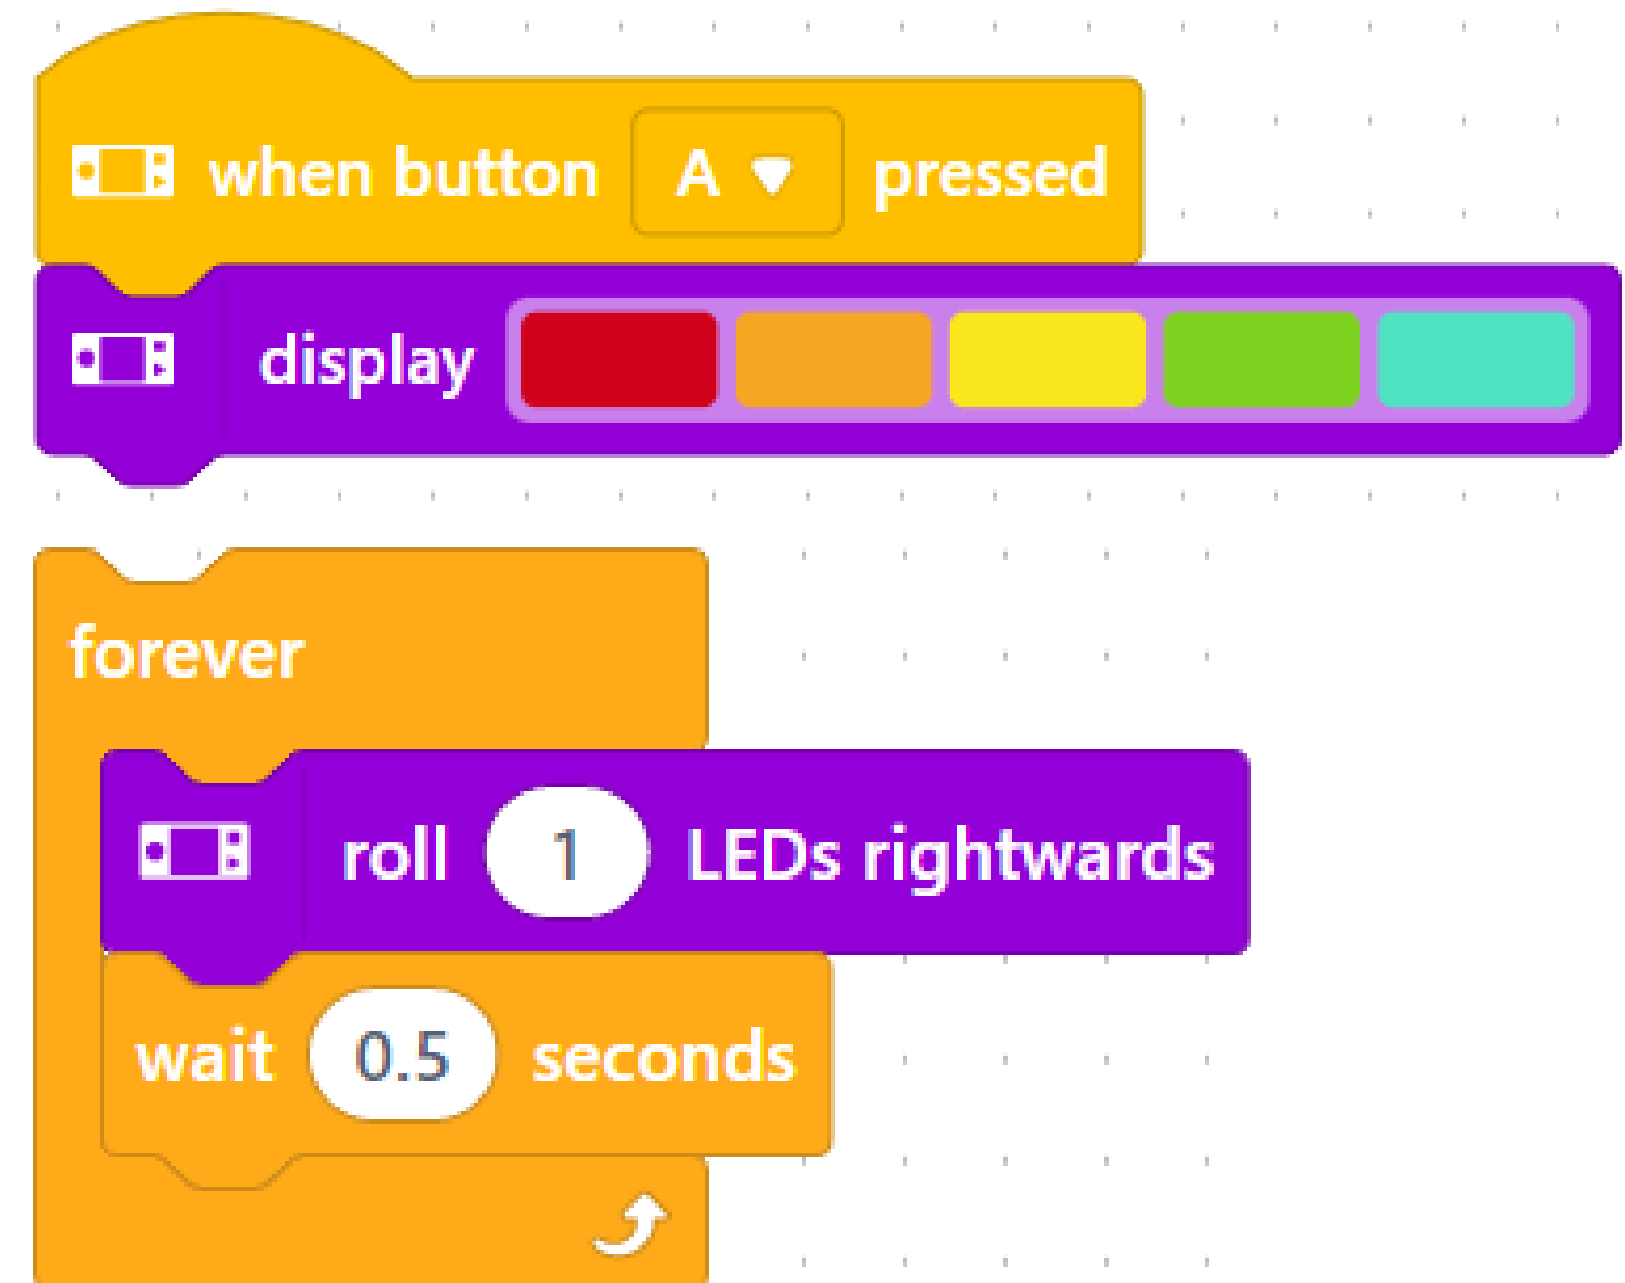 when button A pressed
display
forever
roll 1 LEDs rightwards
wait 0.5 seconds